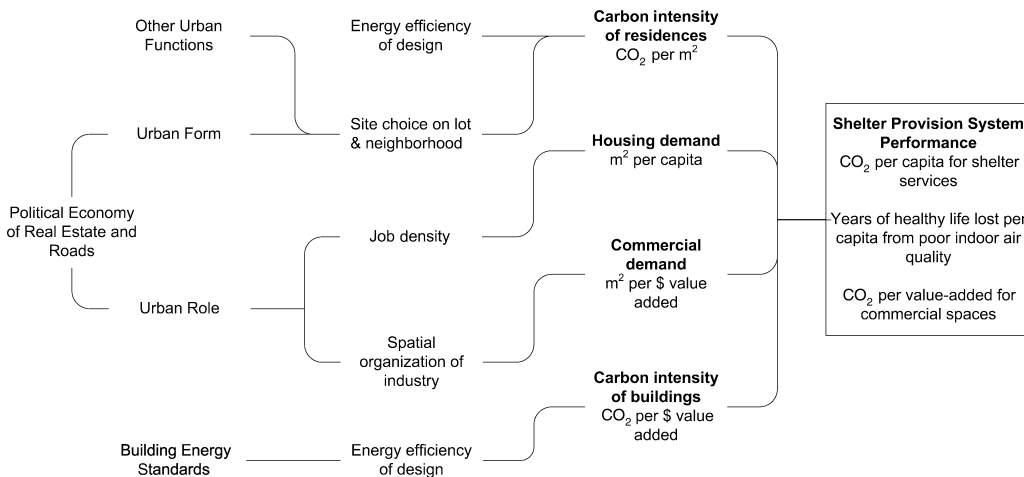 Other Urban
Functions
Energy efficiency
of design
Carbon intensity
of residences
CO₂ per m²
Urban Form
Site choice on lot
& neighborhood
Housing demand
m² per capita
Political Economy
of Real Estate and
Roads
Job density
Urban Role
Commercial
demand
m² per $ value
added
Spatial
organization of
industry
Carbon intensity
of buildings
CO₂ per $ value
added
Building Energy
Standards
Energy efficiency
of design
Shelter Provision System
Performance
CO₂ per capita for shelter
services
Years of healthy life lost per
capita from poor indoor air
quality
CO₂ per value-added for
commercial spaces